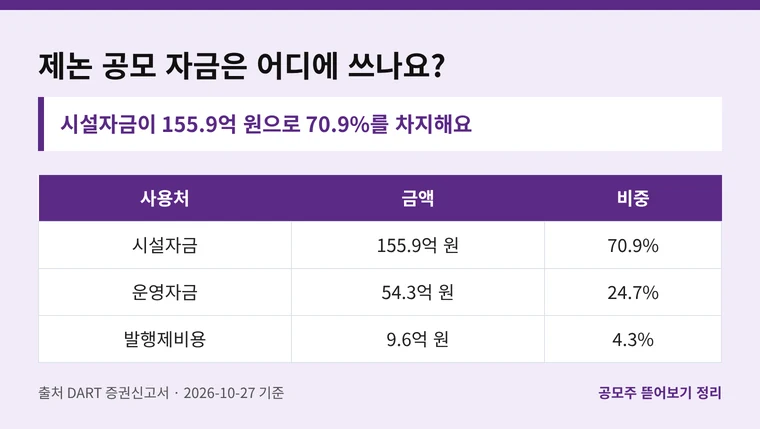 제논 공모 자금은 어디에 쓰나요?
시설자금이 155.9억 원으로 70.9%를 차지해요
사용처 금액 비중
시설자금 155.9억 원 70.9%
운영자금 54.3억 원 24.7%
발행제비용 9.6억 원 4.3%
출처 DART 증권신고서 · 2026-10-27 기준
공모주 뜯어보기 정리